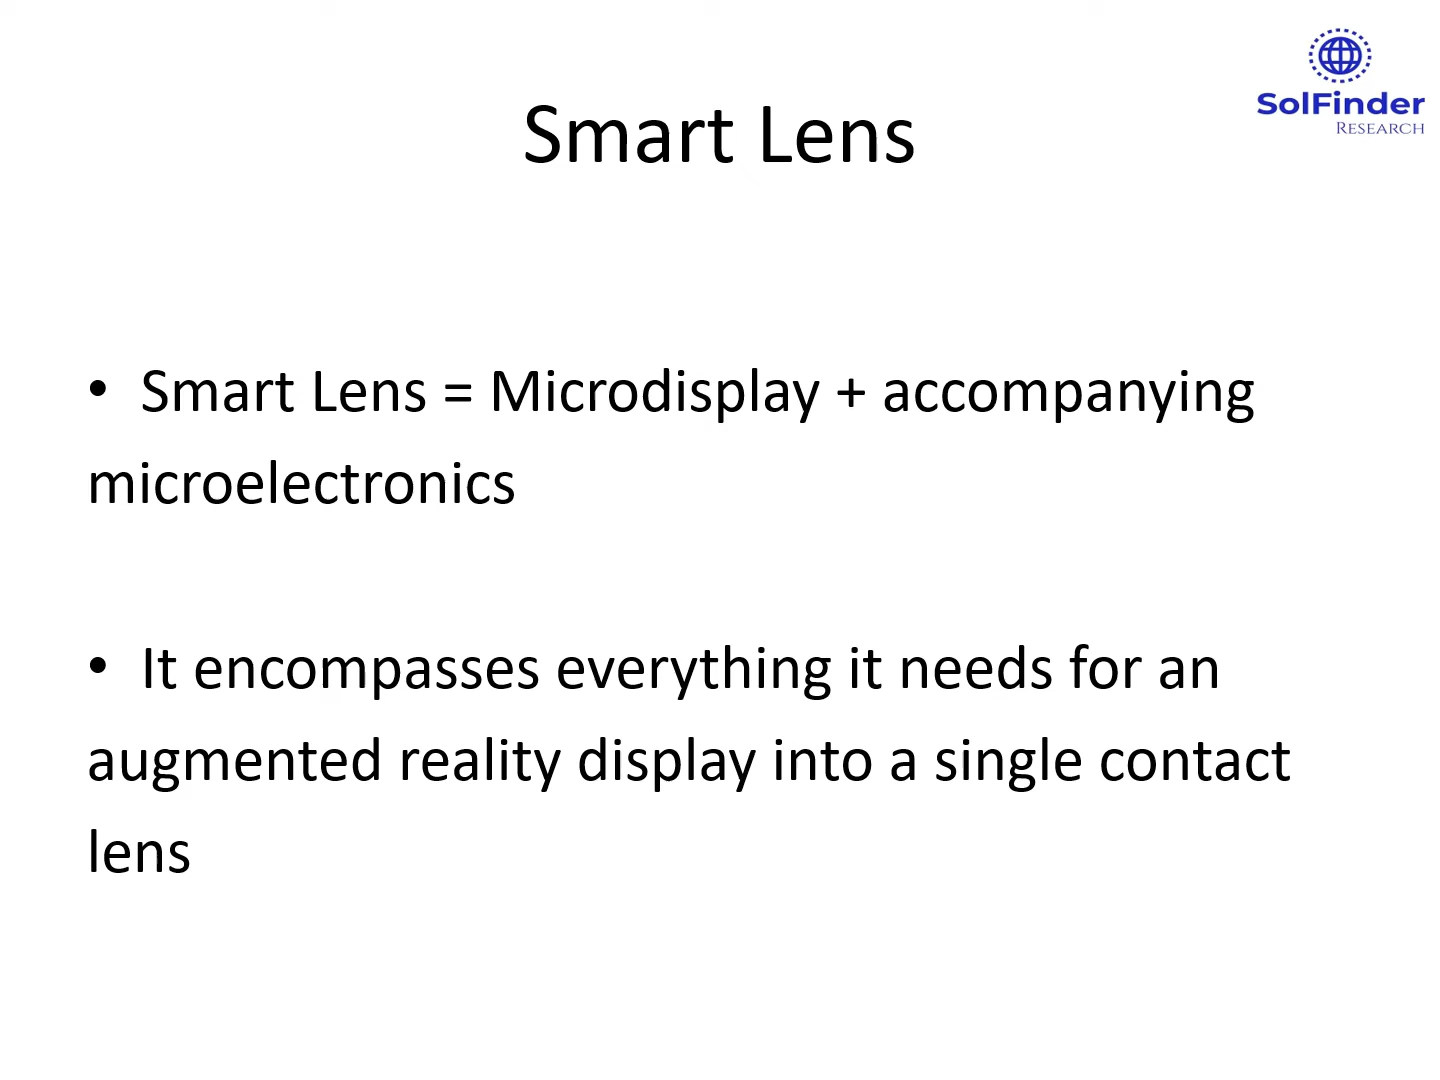 SolFinder
RESEARCH
Smart Lens
• Smart Lens = Microdisplay + accompanying
microelectronics
• It encompasses everything it needs for an
augmented reality display into a single contact
lens